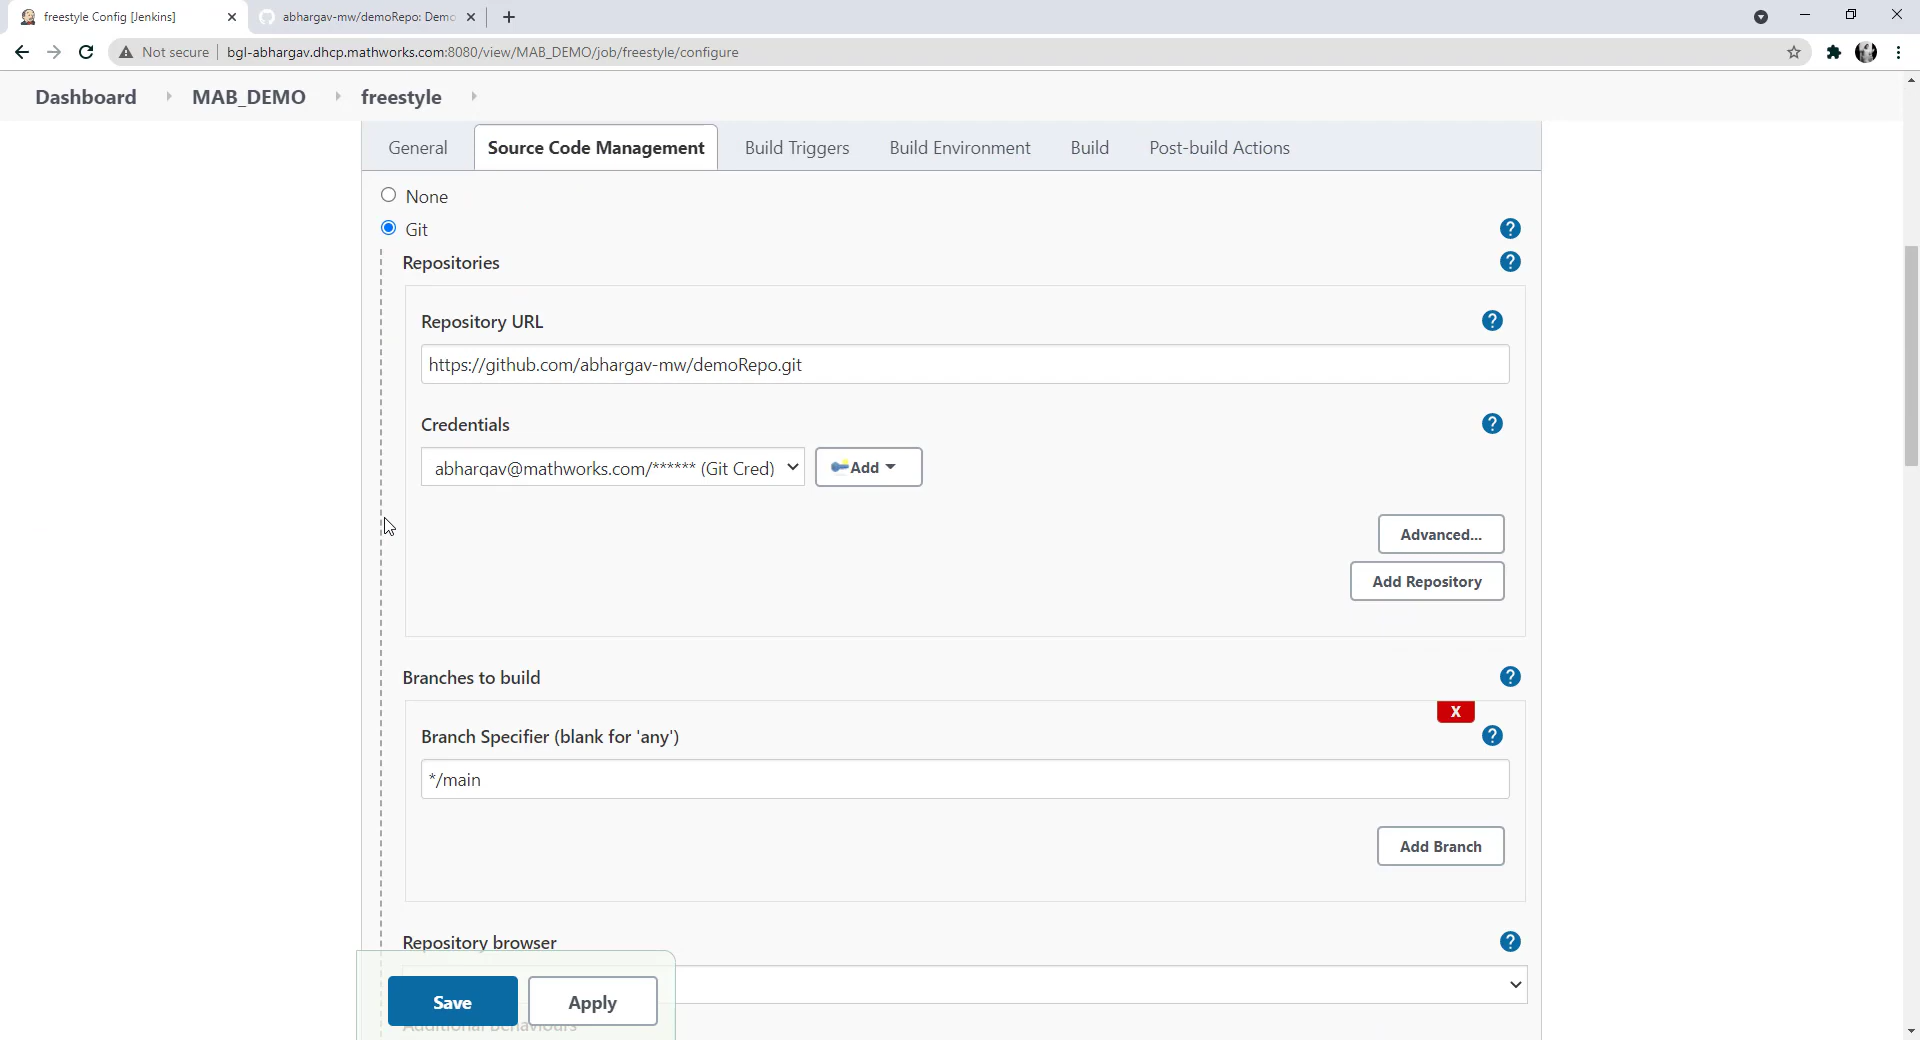 freestyle Config [Jenkins]
abhargav-mw/demoRepo: Demo
Not secure
bgl-abhargav.dhcp.mathworks.com:8080/view/MAB_DEMO/job/freestyle/configure
Dashboard
MAB_DEMO
freestyle
General
Source Code Management
Build Triggers
Build Environment
Build
Post-build Actions
None
Git
?
Repositories
?
Repository URL
?
https://github.com/abhargav-mw/demoRepo.git
Credentials
?
abhargav@mathworks.com/****** (Git Cred)
Add
Advanced...
Add Repository
Branches to build
?
X
Branch Specifier (blank for 'any')
?
*/main
Add Branch
Repository browser
?
Save
Apply
Additional Behaviours